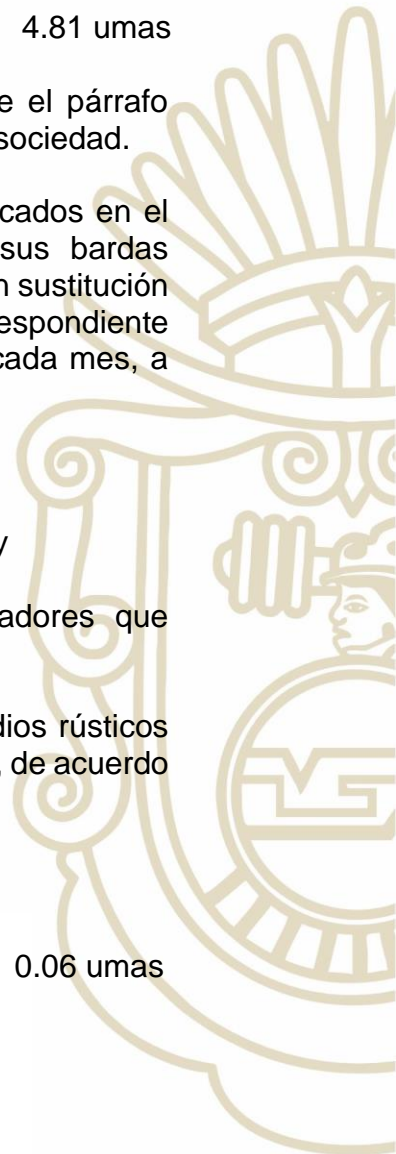 4.81 umas
e el párrafo
sociedad.
cados en el
sus bardas
n sustitución
respondiente
cada mes, a
y
adores que
dios rústicos
, de acuerdo
0.06 umas